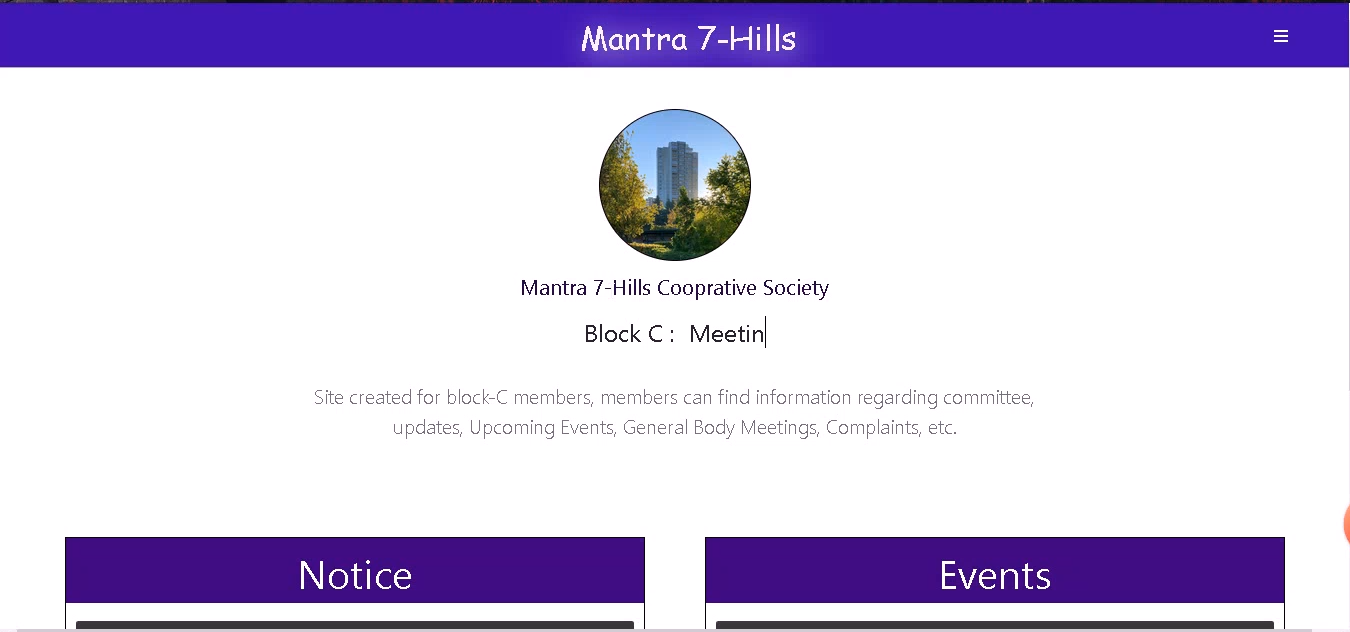 Mantra 7-Hills
Mantra 7-Hills Cooprative Society
Block C : Meetin
Site created for block-C members, members can find information regarding committee,
updates, Upcoming Events, General Body Meetings, Complaints, etc.
Notice
Events